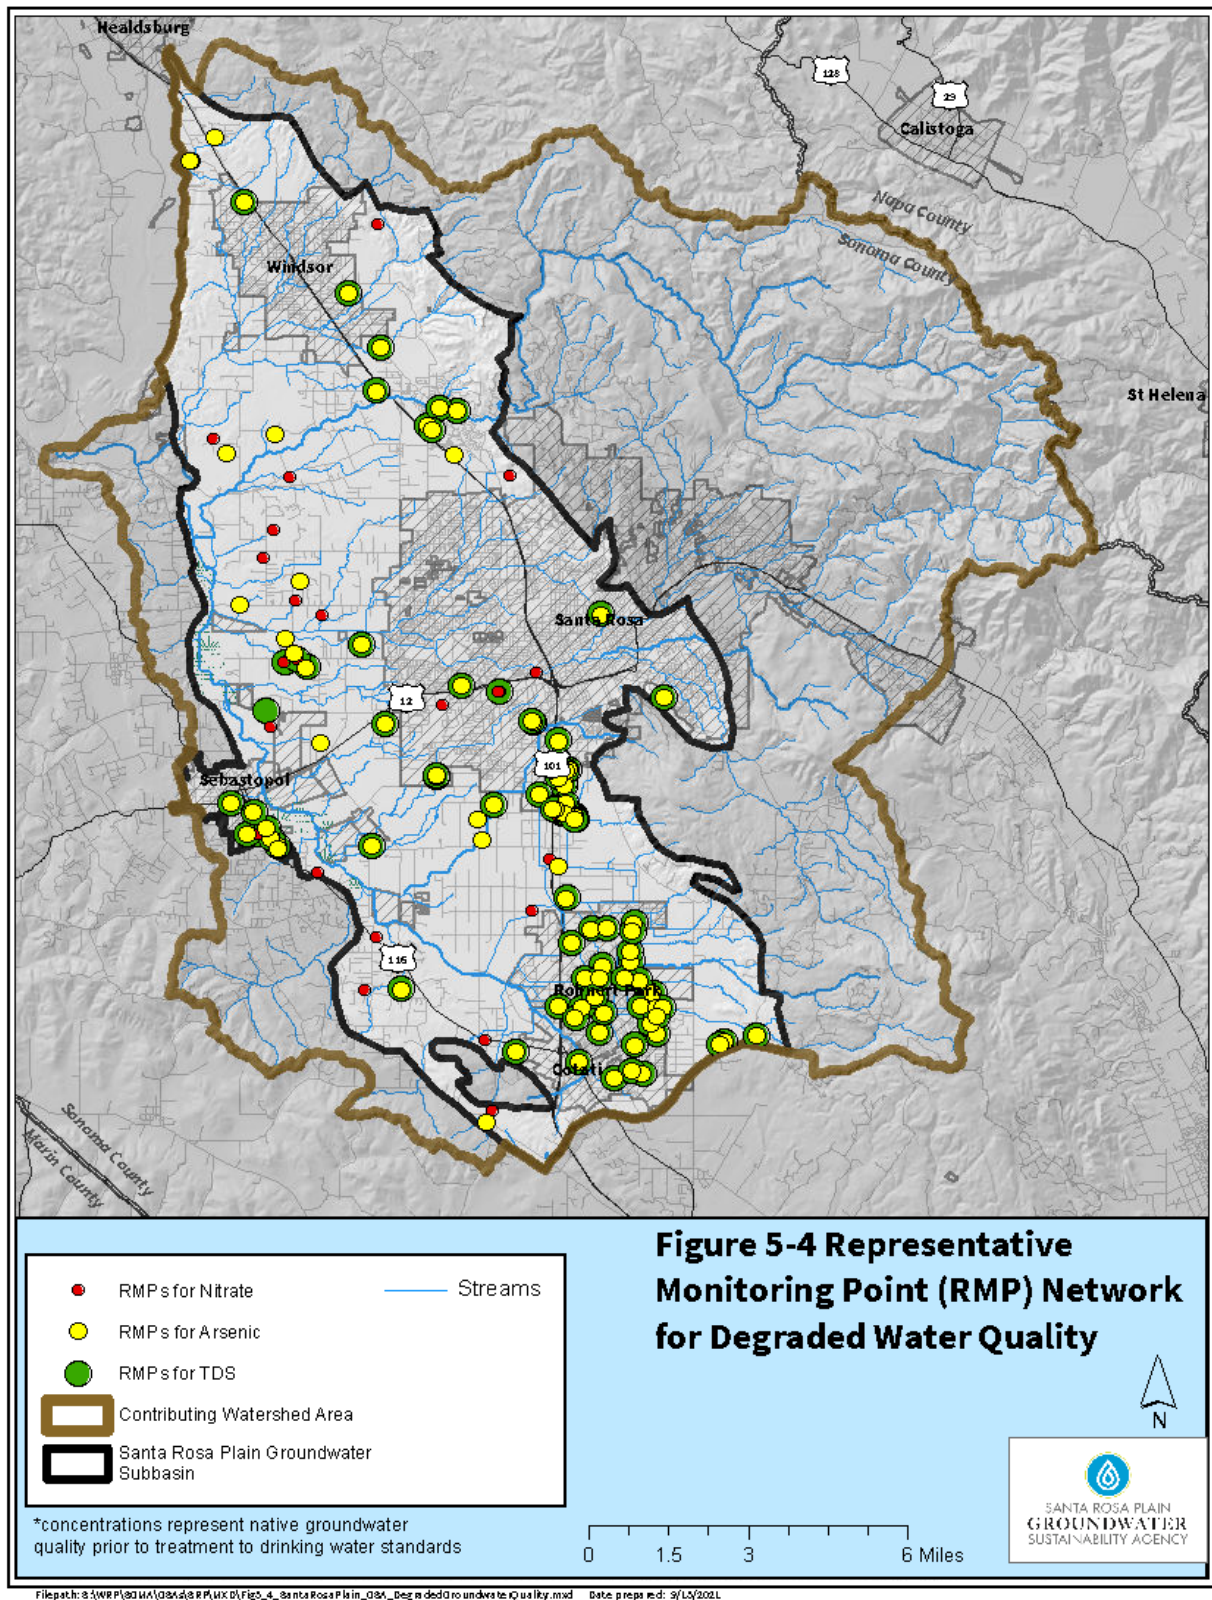 Healdsburg
128
29
Calistoga
Napa County
Sonoma County
Windsor
St Helena
Santa Rosa
12
101
Sebastopol
116
Rohnert Park
Cotati
Sonoma County
Marin County
Figure 5-4 Representative
Monitoring Point (RMP) Network
for Degraded Water Quality
RMPs for Nitrate
Streams
RMPs for Arsenic
RMPs for TDS
Contributing Watershed Area
Santa Rosa Plain Groundwater
Subbasin
*concentrations represent native groundwater
quality prior to treatment to drinking water standards
0 1.5 3 6 Miles
N
SANTA ROSA PLAIN
GROUNDWATER
SUSTAINABILITY AGENCY
Date prepared: